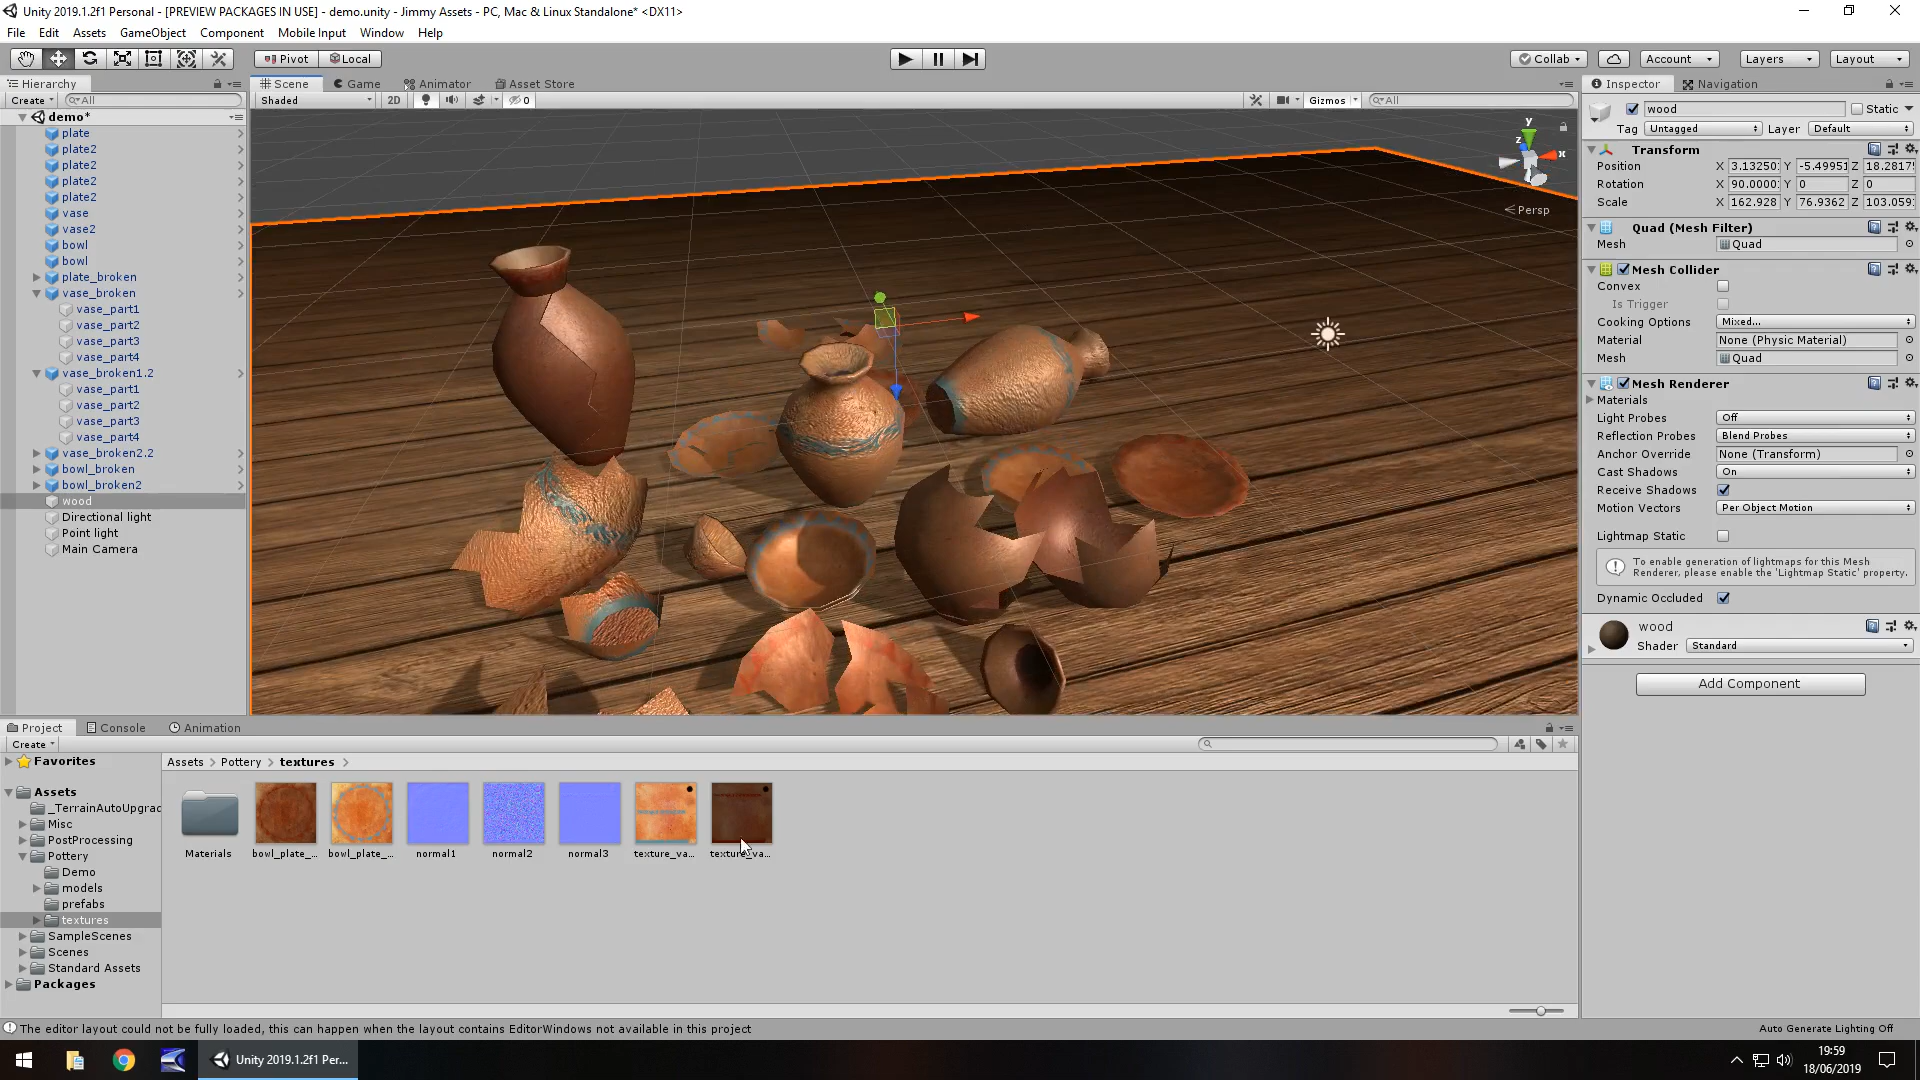 Unity 2019.1.2f1 Personal - [PREVIEW PACKAGES IN USE] - demo.unity - Jimmy Assets - PC, Mac & Linux Standalone* <DX11>
File Edit Assets GameObject Component Mobile Input Window Help
Pivot Local Collab Account Layers Layout
Hierarchy
Create All
demo*
plate
plate2
plate2
plate2
plate2
vase
vase2
bowl
bowl
plate_broken
vase_broken
vase_part1
vase_part2
vase_part3
vase_part4
vase_broken1.2
vase_part1
vase_part2
vase_part3
vase_part4
vase_broken2.2
bowl_broken
bowl_broken2
wood
Directional light
Point light
Main Camera
Scene Game Animator Asset Store
Shaded 2D 0 Gizmos All
y
z
x
Persp
Inspector Navigation
wood Static
Tag Untagged Layer Default
Transform
Position X 3.13250 Y -5.49951 Z 18.2817
Rotation X 90.0000 Y 0 Z 0
Scale X 162.928 Y 76.9362 Z 103.059
Quad (Mesh Filter)
Mesh Quad
Mesh Collider
Convex
Is Trigger
Cooking Options Mixed...
Material None (Physic Material)
Mesh Quad
Mesh Renderer
Materials
Light Probes Off
Reflection Probes Blend Probes
Anchor Override None (Transform)
Cast Shadows On
Receive Shadows
Motion Vectors Per Object Motion
Lightmap Static
To enable generation of lightmaps for this Mesh
Renderer, please enable the 'Lightmap Static' property.
Dynamic Occluded
wood
Shader Standard
Add Component
Project Console Animation
Create
Favorites
Assets
_TerrainAutoUpgrad
Misc
PostProcessing
Pottery
Demo
models
prefabs
textures
SampleScenes
Scenes
Standard Assets
Packages
Assets > Pottery > textures >
Materials bowl_plate_... bowl_plate_... normal1 normal2 normal3 texture_va... texture_va...
The editor layout could not be fully loaded, this can happen when the layout contains EditorWindows not available in this project
Auto Generate Lighting Off
Unity 2019.1.2f1 Per...
19:59
18/06/2019